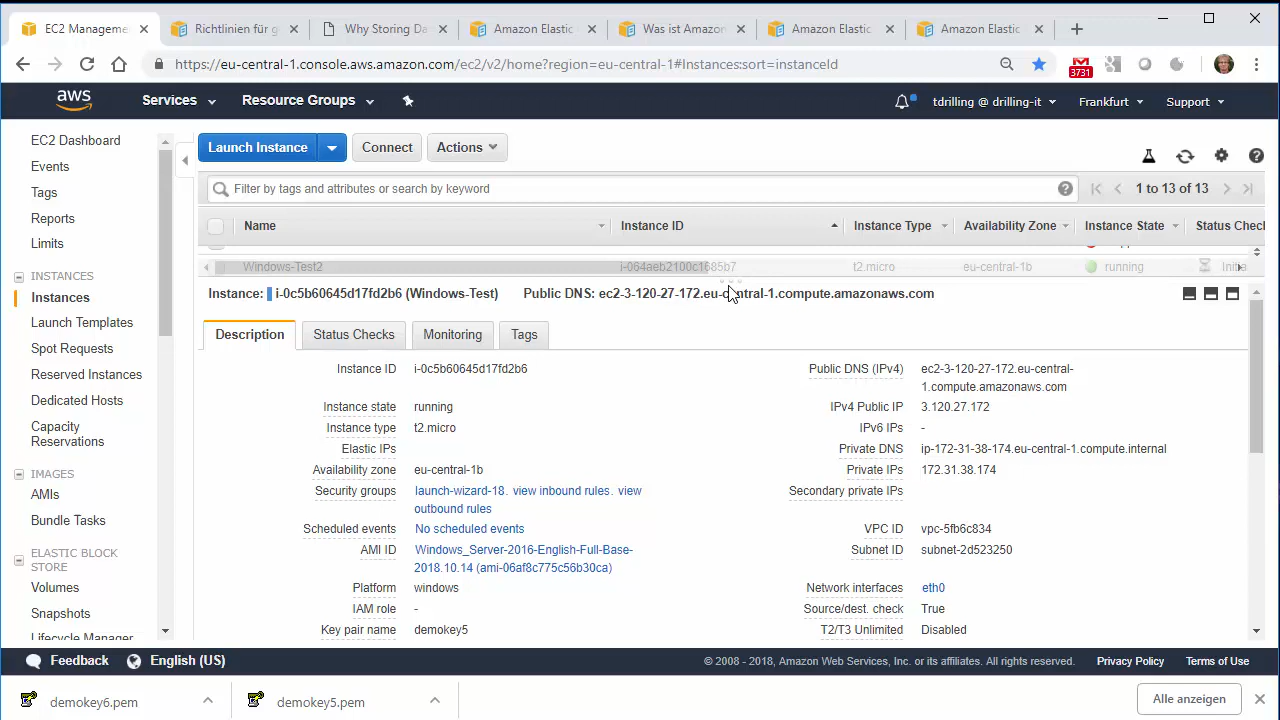 EC2 Manageme
Richtlinien für g
Why Storing Da
Amazon Elastic
Was ist Amazon
Amazon Elastic
Amazon Elastic
https://eu-central-1.console.aws.amazon.com/ec2/v2/home?region=eu-central-1#Instances:sort=instanceId
3731
aws
Services
Resource Groups
tdrilling @ drilling-it
Frankfurt
Support
EC2 Dashboard
Events
Tags
Reports
Limits
INSTANCES
Instances
Launch Templates
Spot Requests
Reserved Instances
Dedicated Hosts
Capacity
Reservations
IMAGES
AMIs
Bundle Tasks
ELASTIC BLOCK
STORE
Volumes
Snapshots
Lifecycle Manager
Launch Instance
Connect
Actions
Filter by tags and attributes or search by keyword
1 to 13 of 13
Name Instance ID Instance Type Availability Zone Instance State Status Chec
Windows-Test2 i-064aeb2100c1685b7 t2.micro eu-central-1b running Initia
Instance: i-0c5b60645d17fd2b6 (Windows-Test) Public DNS: ec2-3-120-27-172.eu-central-1.compute.amazonaws.com
Description
Status Checks
Monitoring
Tags
Instance ID i-0c5b60645d17fd2b6
Instance state running
Instance type t2.micro
Elastic IPs
Availability zone eu-central-1b
Security groups launch-wizard-18. view inbound rules. view
outbound rules
Scheduled events No scheduled events
AMI ID Windows_Server-2016-English-Full-Base-
2018.10.14 (ami-06af8c775c56b30ca)
Platform windows
IAM role -
Key pair name demokey5
Public DNS (IPv4) ec2-3-120-27-172.eu-central-
1.compute.amazonaws.com
IPv4 Public IP 3.120.27.172
IPv6 IPs -
Private DNS ip-172-31-38-174.eu-central-1.compute.internal
Private IPs 172.31.38.174
Secondary private IPs
VPC ID vpc-5fb6c834
Subnet ID subnet-2d523250
Network interfaces eth0
Source/dest. check True
T2/T3 Unlimited Disabled
Feedback
English (US)
© 2008 - 2018, Amazon Web Services, Inc. or its affiliates. All rights reserved.
Privacy Policy
Terms of Use
demokey6.pem
demokey5.pem
Alle anzeigen